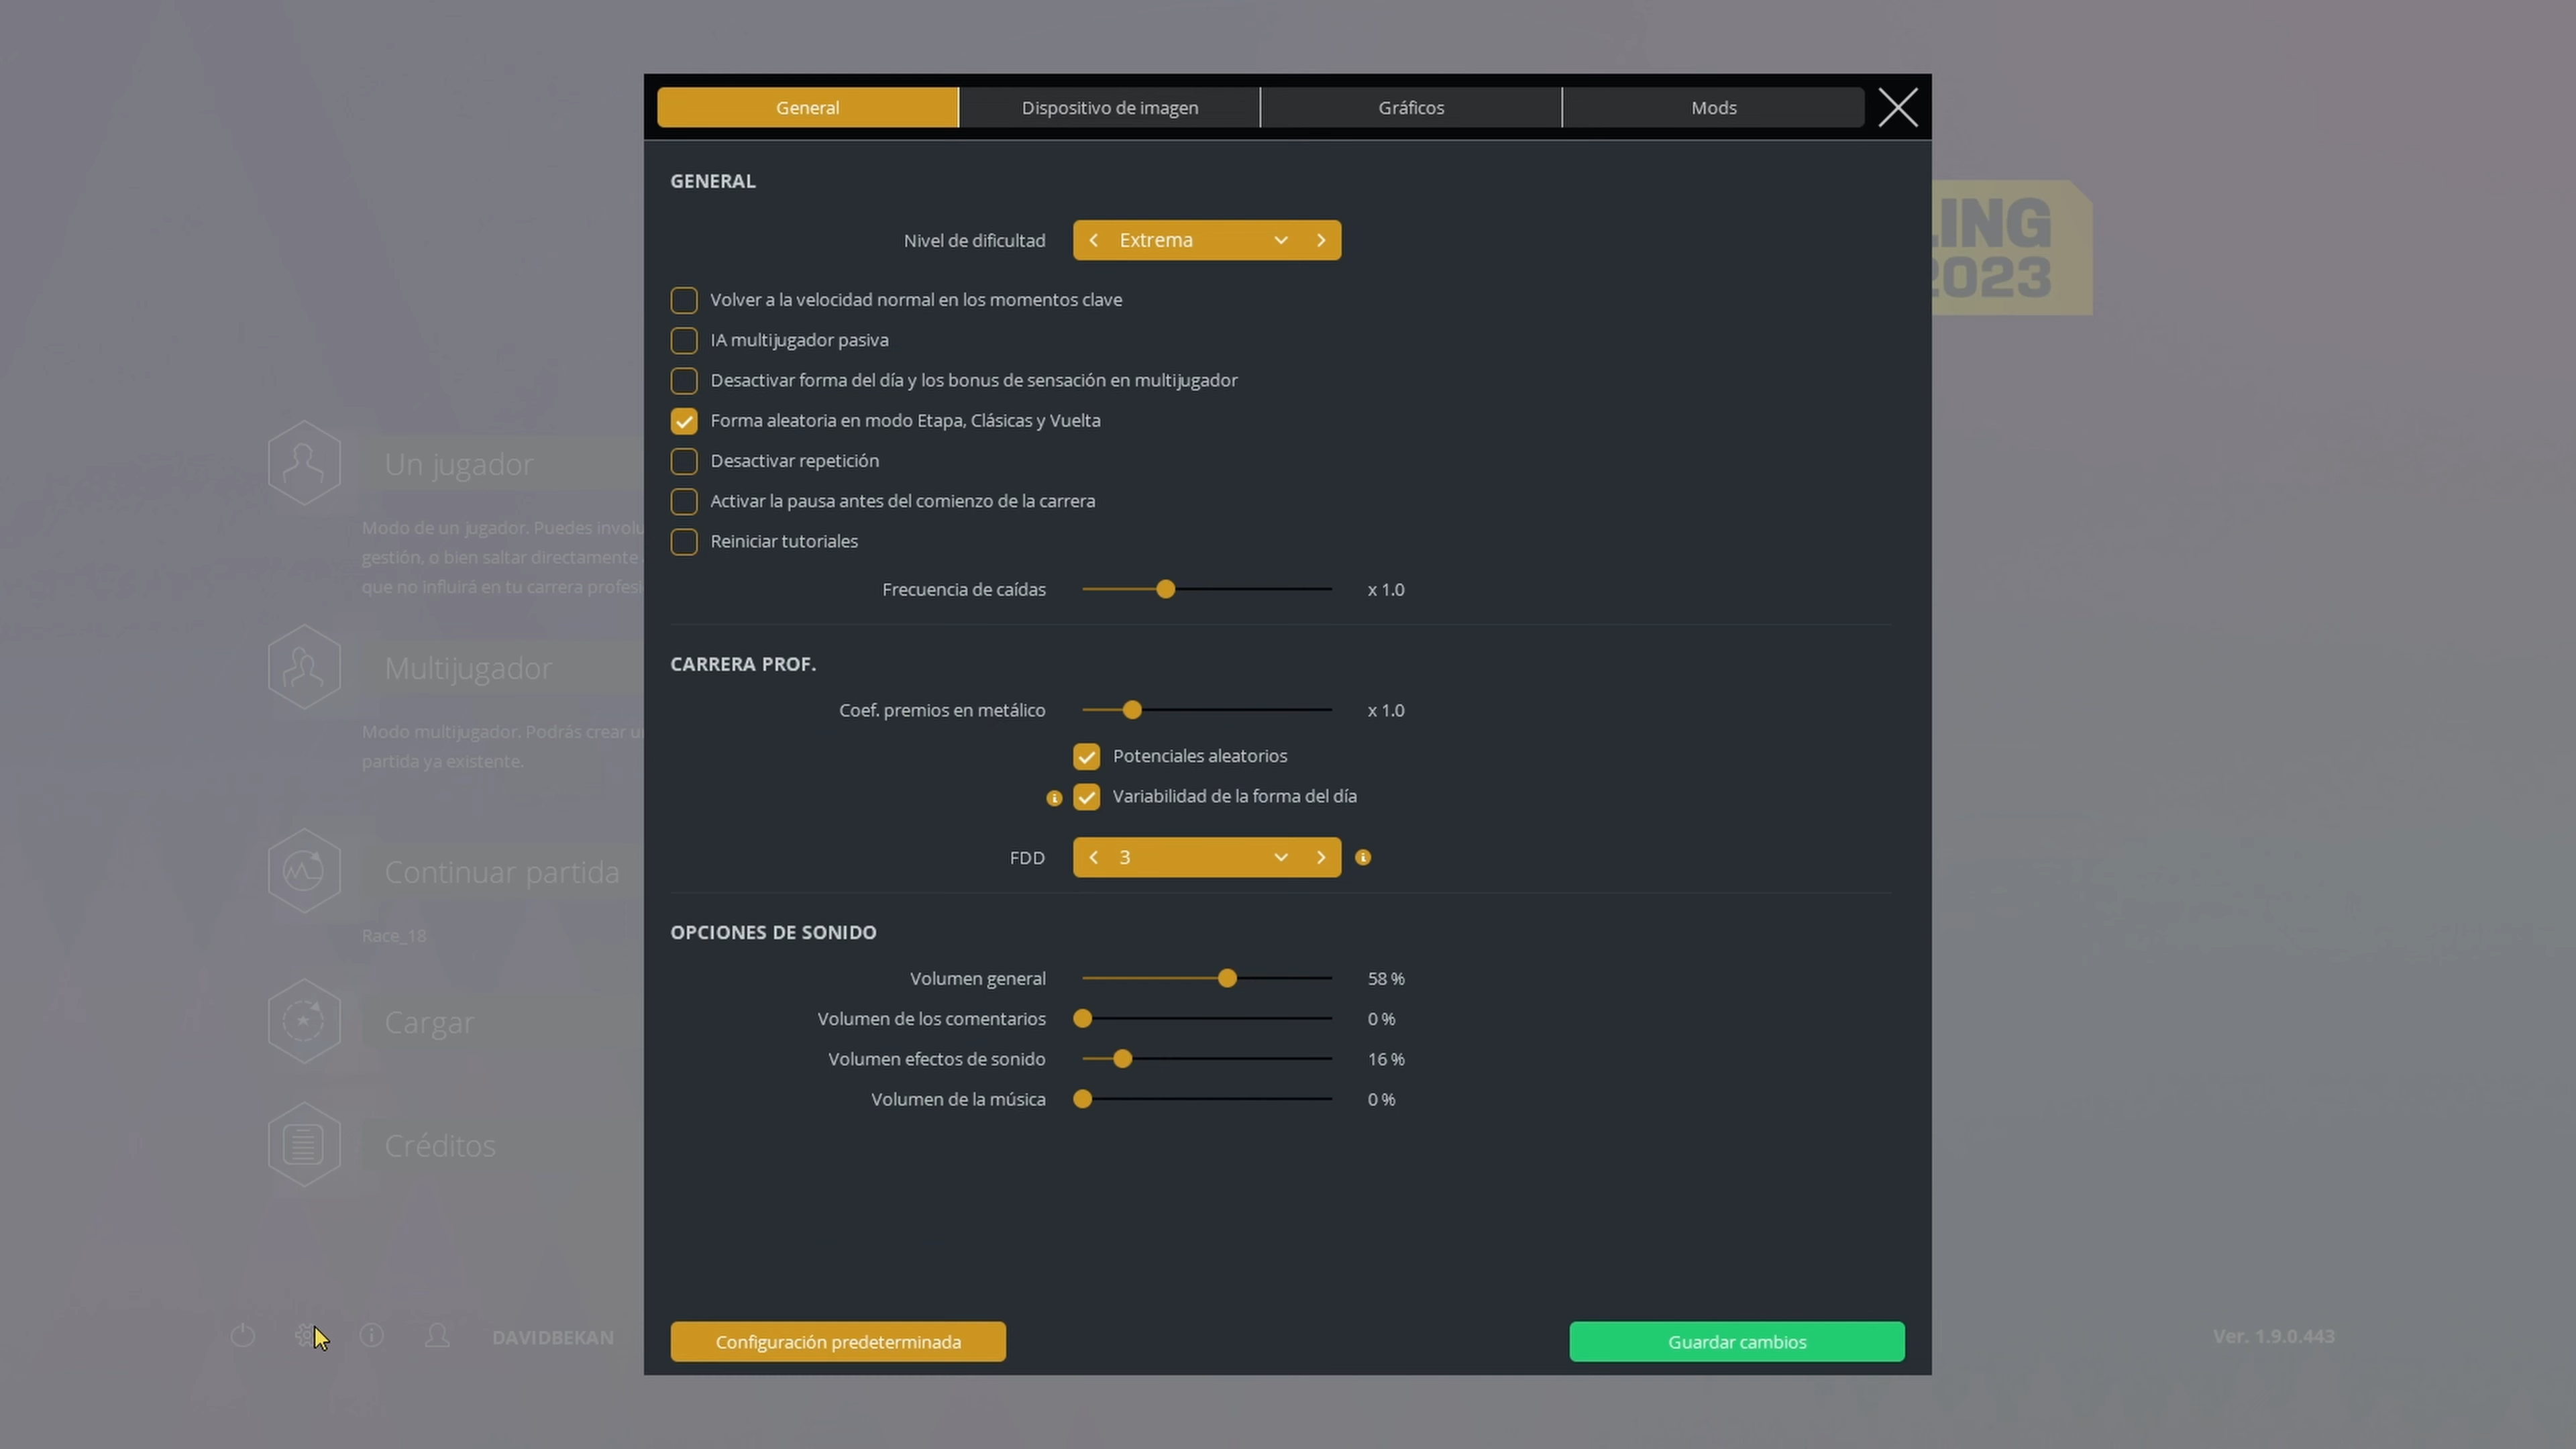 General
Dispositivo de imagen
Gráficos
Mods
GENERAL
Nivel de dificultad
Extrema
Volver a la velocidad normal en los momentos clave
IA multijugador pasiva
Desactivar forma del día y los bonus de sensación en multijugador
Forma aleatoria en modo Etapa, Clásicas y Vuelta
Desactivar repetición
Activar la pausa antes del comienzo de la carrera
Reiniciar tutoriales
Frecuencia de caídas
x 1.0
CARRERA PROF.
Coef. premios en metálico
x 1.0
Potenciales aleatorios
Variabilidad de la forma del día
FDD
3
OPCIONES DE SONIDO
Volumen general
58 %
Volumen de los comentarios
0 %
Volumen efectos de sonido
16 %
Volumen de la música
0 %
Configuración predeterminada
Guardar cambios
LING
2023
Un jugador
Modo de un jugador. Puedes involu
gestión, o bien saltar directamente
que no influirá en tu carrera profesi
Multijugador
Modo multijugador. Podrás crear u
partida ya existente.
Continuar partida
Race_18
Cargar
Créditos
DAVIDBEKAN
Ver. 1.9.0.443